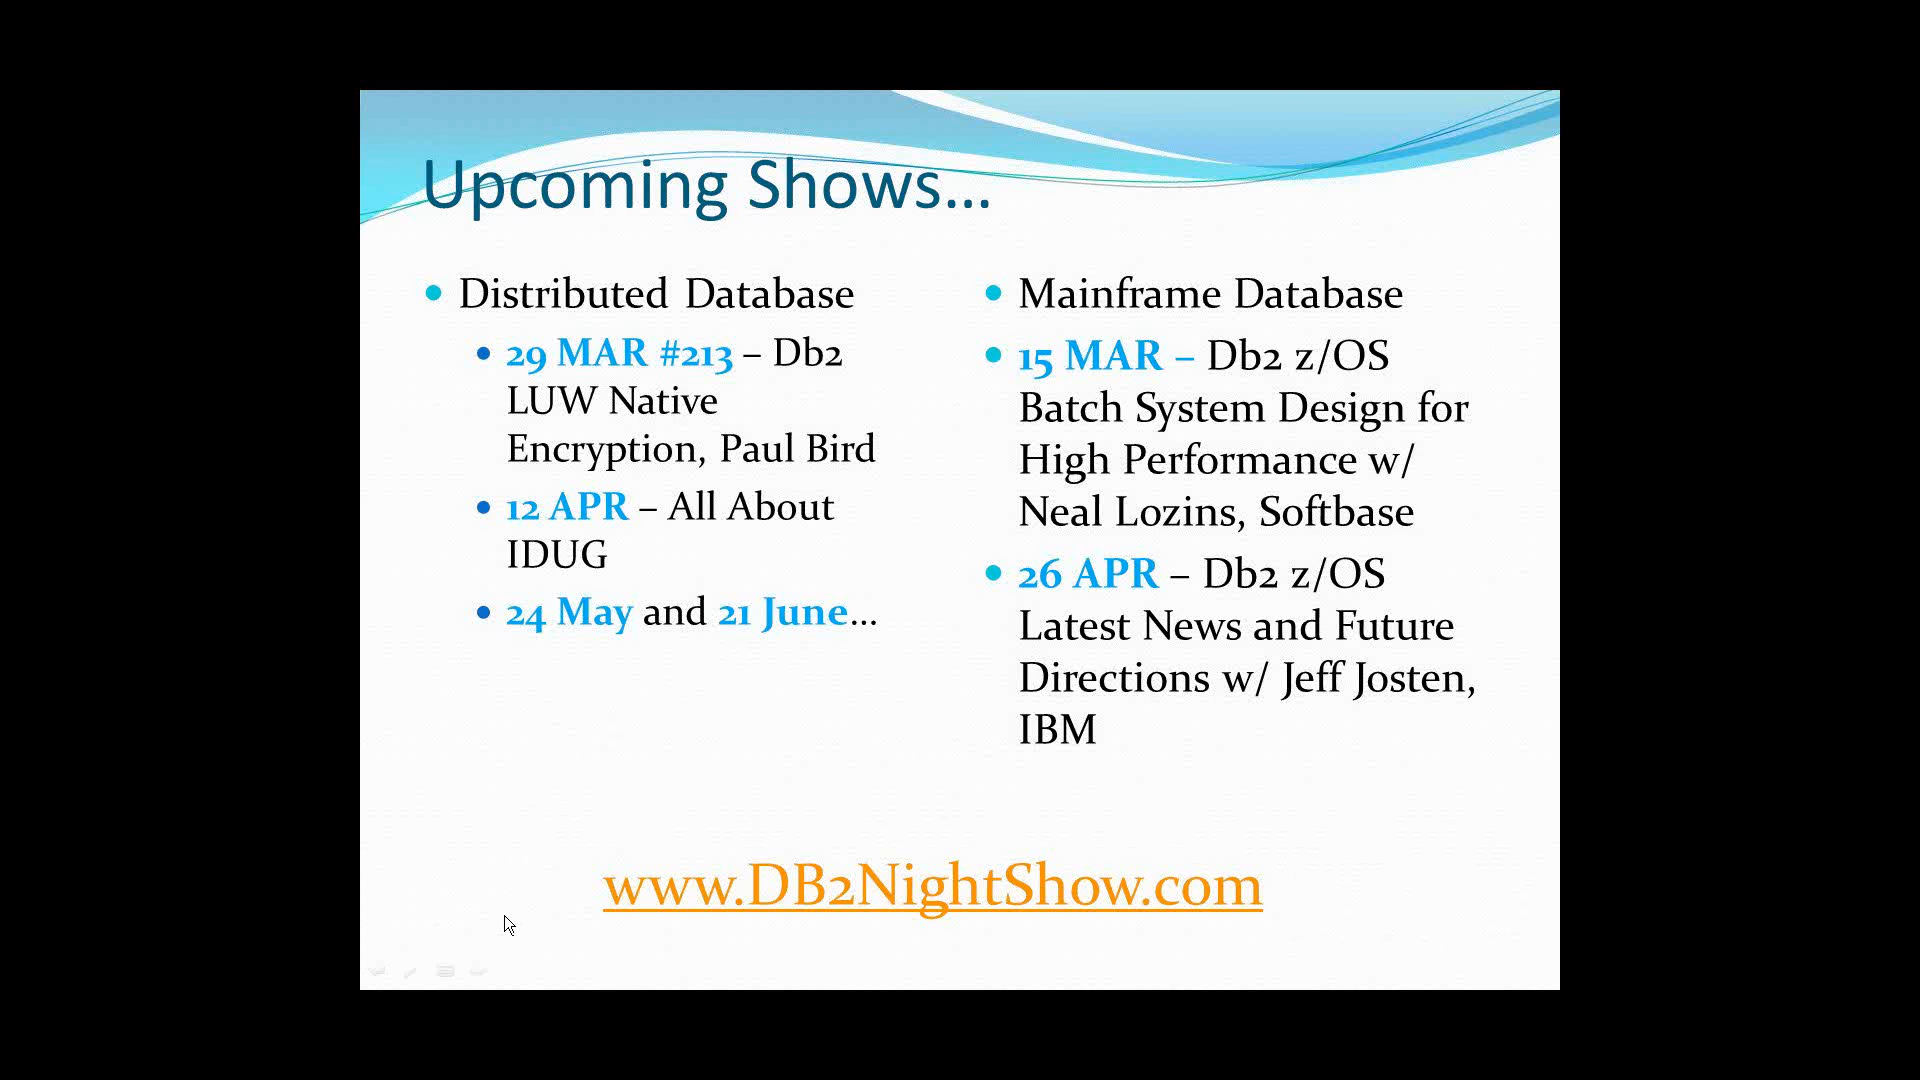 Upcoming Shows...
Distributed Database
29 MAR #213 – Db2
LUW Native
Encryption, Paul Bird
12 APR – All About
IDUG
24 May and 21 June...
Mainframe Database
15 MAR – Db2 z/OS
Batch System Design for
High Performance w/
Neal Lozins, Softbase
26 APR – Db2 z/OS
Latest News and Future
Directions w/ Jeff Josten,
IBM
www.DB2NightShow.com